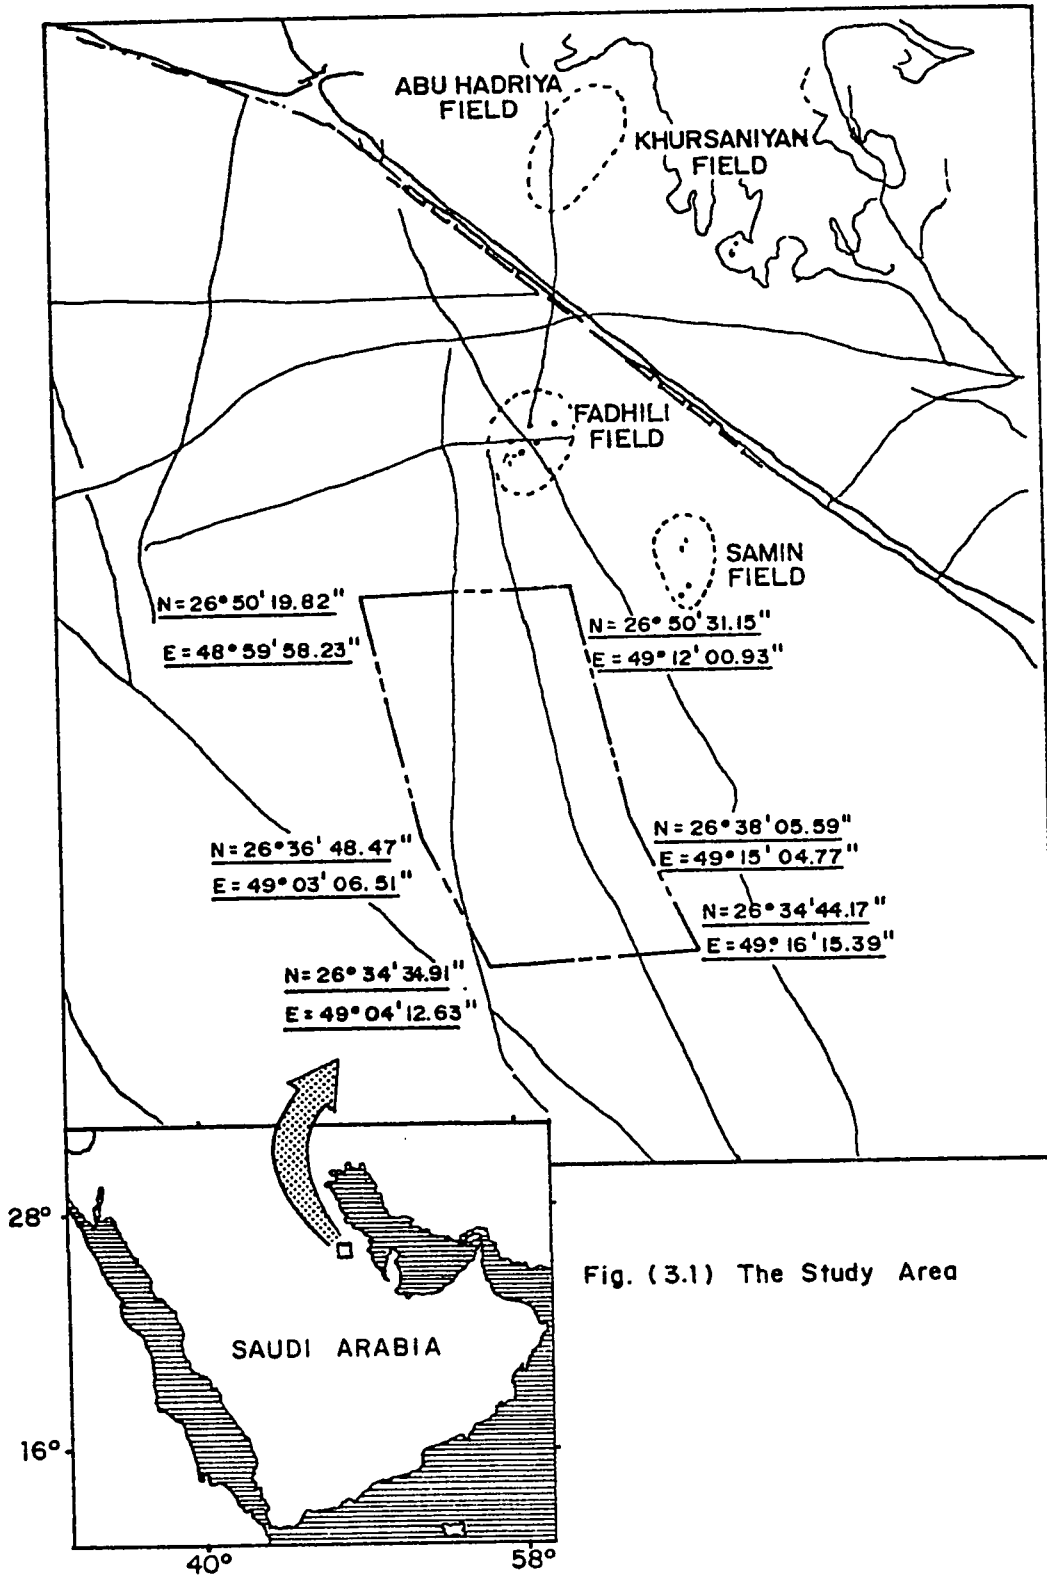 ABU HADRIYA
FIELD
KHURSANIYAN
FIELD
FADHILI
FIELD
SAMIN
FIELD
N=26°50'19.82"
E=48°59'58.23"
N=26°50'31.15"
E=49°12'00.93"
N=26°36'48.47"
E=49°03'06.51"
N=26°38'05.59"
E=49°15'04.77"
N=26°34'44.17"
E=49°16'15.39"
N=26°34'34.91"
E=49°04'12.63"
28°
16°
SAUDI ARABIA
40°
58°
Fig. (3.1) The Study Area